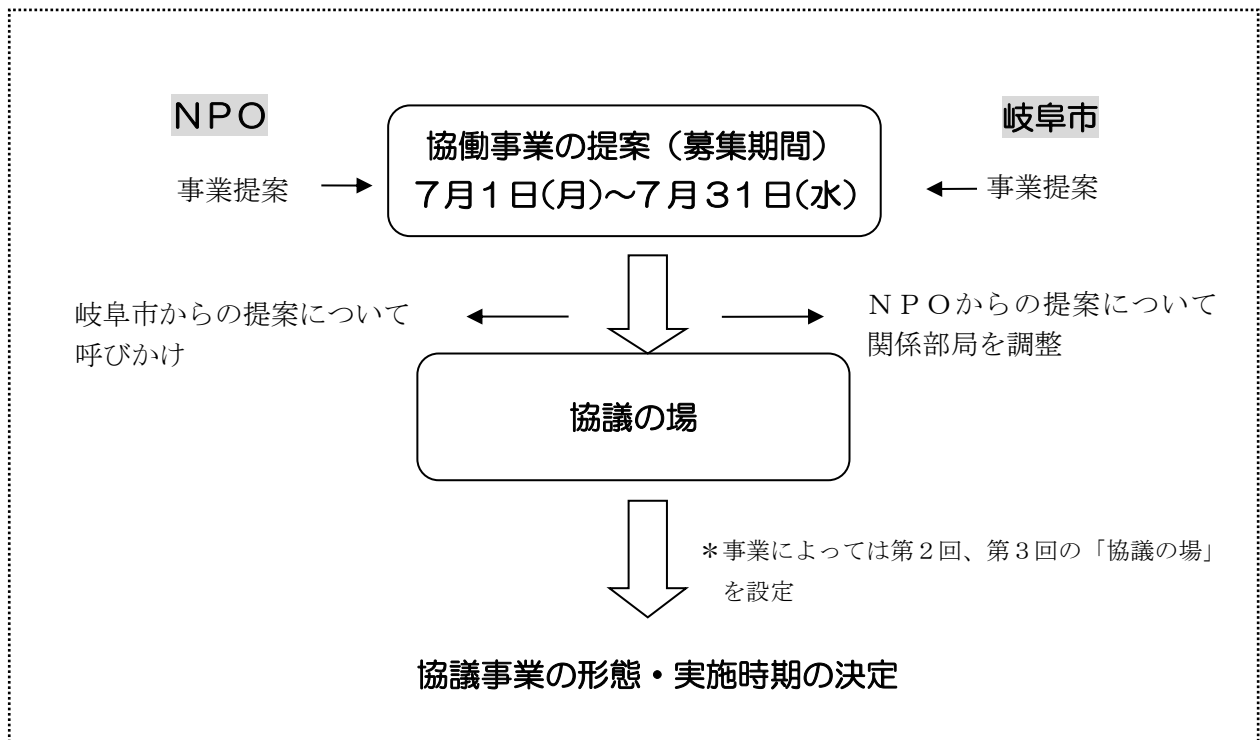 NPO
岐阜市
協働事業の提案（募集期間）
7月1日(月)～7月31日(水)
事業提案
事業提案
岐阜市からの提案について
呼びかけ
NPOからの提案について
関係部局を調整
協議の場
＊事業によっては第2回、第3回の「協議の場」
を設定
協議事業の形態・実施時期の決定